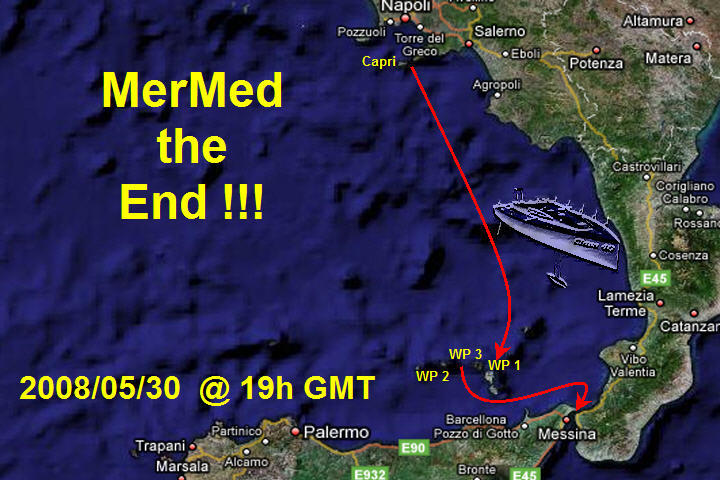 Napoli
Pozzuoli
Torre del
Greco
Salerno
Eboli
Altamura
Matera
Potenza
Capri
Agropoli
MerMed
the
End !!!
Castrovillari
Corigliano
Calabro
Rossan
Cosenza
E45
Lamezia
Terme
Catanzar
WP 3
WP 1
WP 2
Vibo
Valentia
2008/05/30 @ 19h GMT
Barcellona
Pozzo di Gotto
Messina
Partinico
Palermo
Trapani
Alcamo
Marsala
E90
E932
Bronte
E45